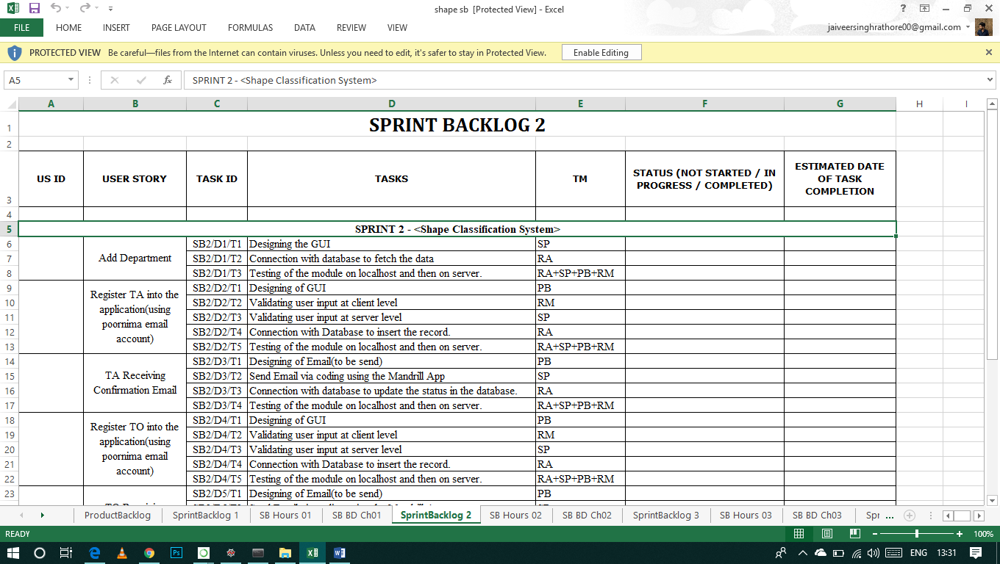 shape sb [Protected View] - Excel
FILE HOME INSERT PAGE LAYOUT FORMULAS DATA REVIEW VIEW
jaiveersinghrathore00@gmail.com
PROTECTED VIEW Be careful—files from the Internet can contain viruses. Unless you need to edit, it's safer to stay in Protected View. Enable Editing
A5 fx SPRINT 2 - <Shape Classification System>
A B C D E F G H I
1 SPRINT BACKLOG 2
2
3 US ID USER STORY TASK ID TASKS TM STATUS (NOT STARTED / IN PROGRESS / COMPLETED) ESTIMATED DATE OF TASK COMPLETION
4
5 SPRINT 2 - <Shape Classification System>
6 SB2/D1/T1 Designing the GUI SP
7 Add Department SB2/D1/T2 Connection with database to fetch the data RA
8 SB2/D1/T3 Testing of the module on localhost and then on server. RA+SP+PB+RM
9 Register TA into the SB2/D2/T1 Designing of GUI PB
10 application(using SB2/D2/T2 Validating user input at client level RM
11 poornima email SB2/D2/T3 Validating user input at server level SP
12 account) SB2/D2/T4 Connection with Database to insert the record. RA
13 SB2/D2/T5 Testing of the module on localhost and then on server. RA+SP+PB+RM
14 SB2/D3/T1 Designing of Email(to be send) PB
15 TA Receiving SB2/D3/T2 Send Email via coding using the Mandrill App SP
16 Confirmation Email SB2/D3/T3 Connection with database to update the status in the database. RA
17 SB2/D3/T4 Testing of the module on localhost and then on server. RA+SP+PB+RM
18 Register TO into the SB2/D4/T1 Designing of GUI PB
19 application(using SB2/D4/T2 Validating user input at client level RM
20 poornima email SB2/D4/T3 Validating user input at server level SP
21 account) SB2/D4/T4 Connection with Database to insert the record. RA
22 SB2/D4/T5 Testing of the module on localhost and then on server. RA+SP+PB+RM
23 SB2/D5/T1 Designing of Email(to be send) PB
ProductBacklog SprintBacklog 1 SB Hours 01 SB BD Ch01 SprintBacklog 2 SB Hours 02 SB BD Ch02 SprintBacklog 3 SB Hours 03 SB BD Ch03 Spr ...
READY 100%
ENG 13:31